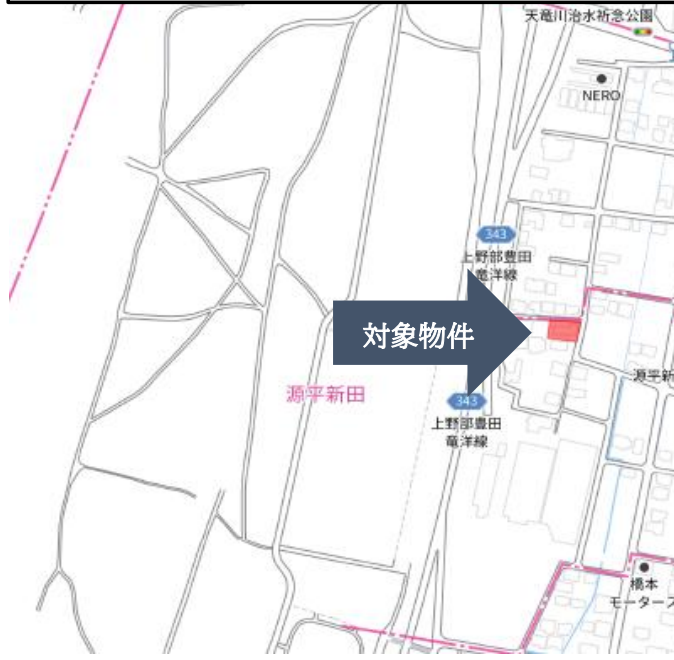 天竜川治水祈念公園
NERO
343
上野部豊田
竜洋線
対象物件
源平新田
源平新
343
上野部豊田
竜洋線
橋本
モータース